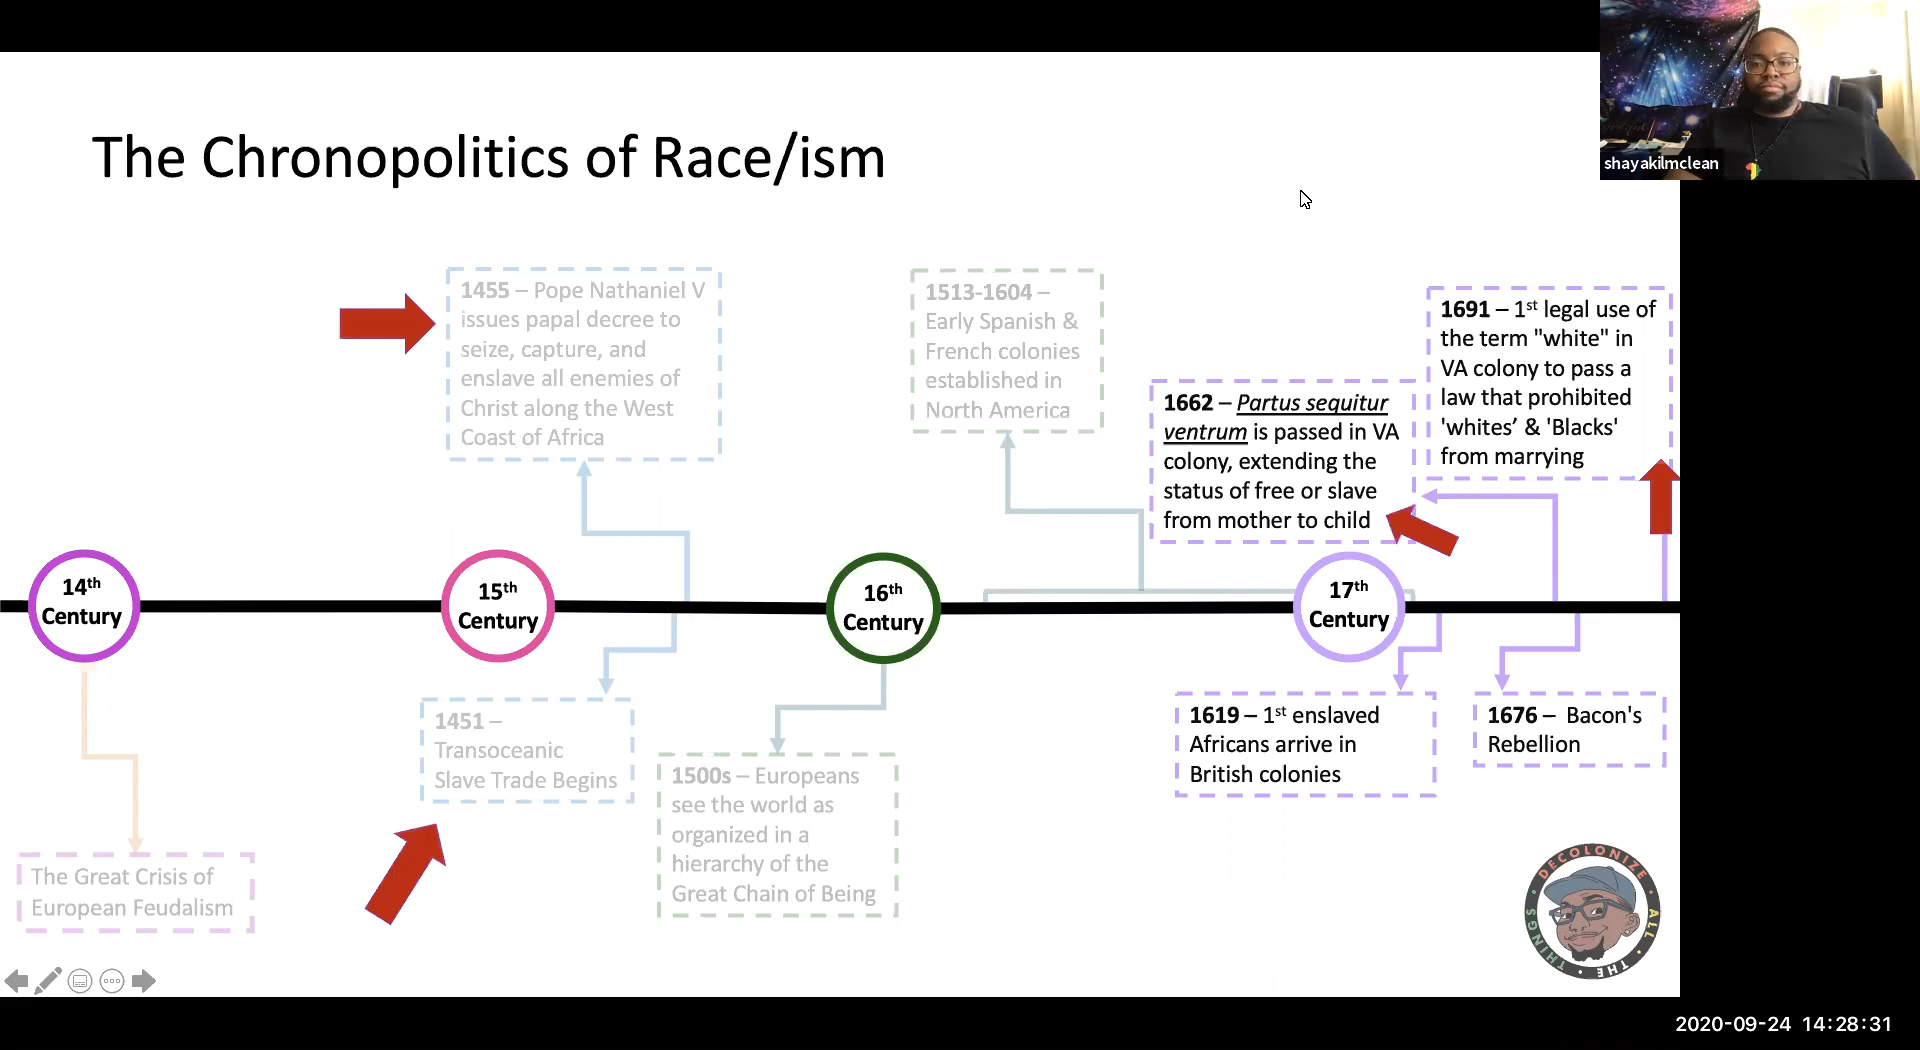 shayakilmclean
The Chronopolitics of Race/ism
1455 – Pope Nathaniel V
issues papal decree to
seize, capture, and
enslave all enemies of
Christ along the West
Coast of Africa
1513-1604 –
Early Spanish &
French colonies
established in
North America
1662 – Partus sequitur
ventrum is passed in VA
colony, extending the
status of free or slave
from mother to child
1691 – 1st legal use of
the term "white" in
VA colony to pass a
law that prohibited
'whites’ & 'Blacks'
from marrying
14th
Century
15th
Century
16th
Century
17th
Century
The Great Crisis of
European Feudalism
1451 –
Transoceanic
Slave Trade Begins
1500s – Europeans
see the world as
organized in a
hierarchy of the
Great Chain of Being
1619 – 1st enslaved
Africans arrive in
British colonies
1676 – Bacon's
Rebellion
DECOLONIZE • ALL • THE • THINGS •
2020-09-24 14:28:31